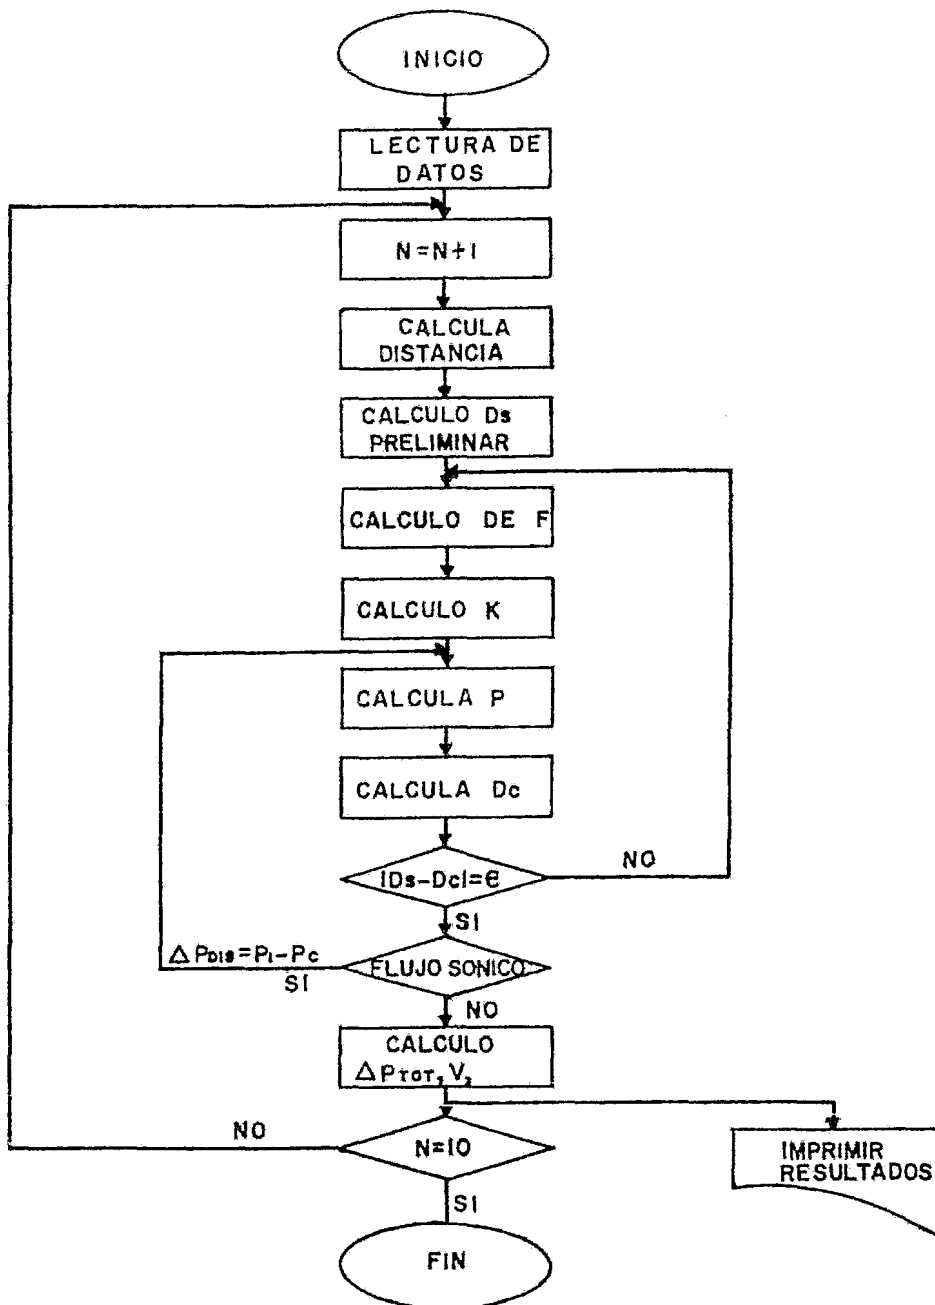 INICIO
LECTURA DE
DATOS
N=N+1
CALCULA
DISTANCIA
CALCULO Ds
PRELIMINAR
CALCULO DE F
CALCULO K
CALCULA P
CALCULA Dc
|Ds-Dc|=e
NO
SI
ΔPDIS=P1-Pc
SI
FLUJO SONICO
NO
CALCULO
ΔPTOT, V2
NO
N=10
IMPRIMIR
RESULTADOS
SI
FIN